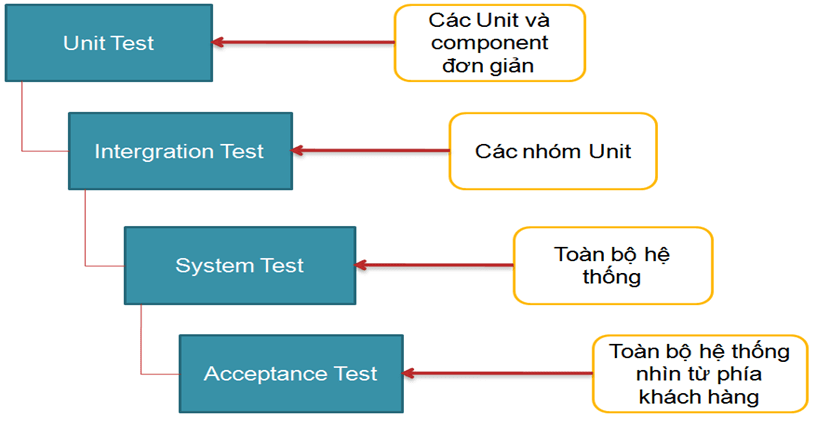 Unit Test
Các Unit và
component
đơn giản
Intergration Test
Các nhóm Unit
System Test
Toàn bộ hệ
thống
Acceptance Test
Toàn bộ hệ thống
nhìn từ phía
khách hàng